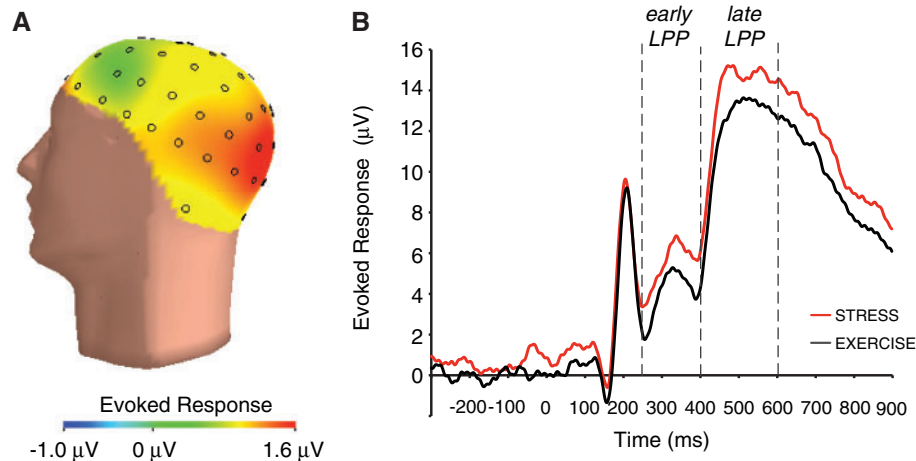 A
Evoked Response
-1.0 μV 0 μV 1.6 μV
B
early LPP
late LPP
Evoked Response (μV)
16
14
12
10
8
6
4
2
0
-200 -100 0 100 200 300 400 500 600 700 800 900
Time (ms)
STRESS
EXERCISE